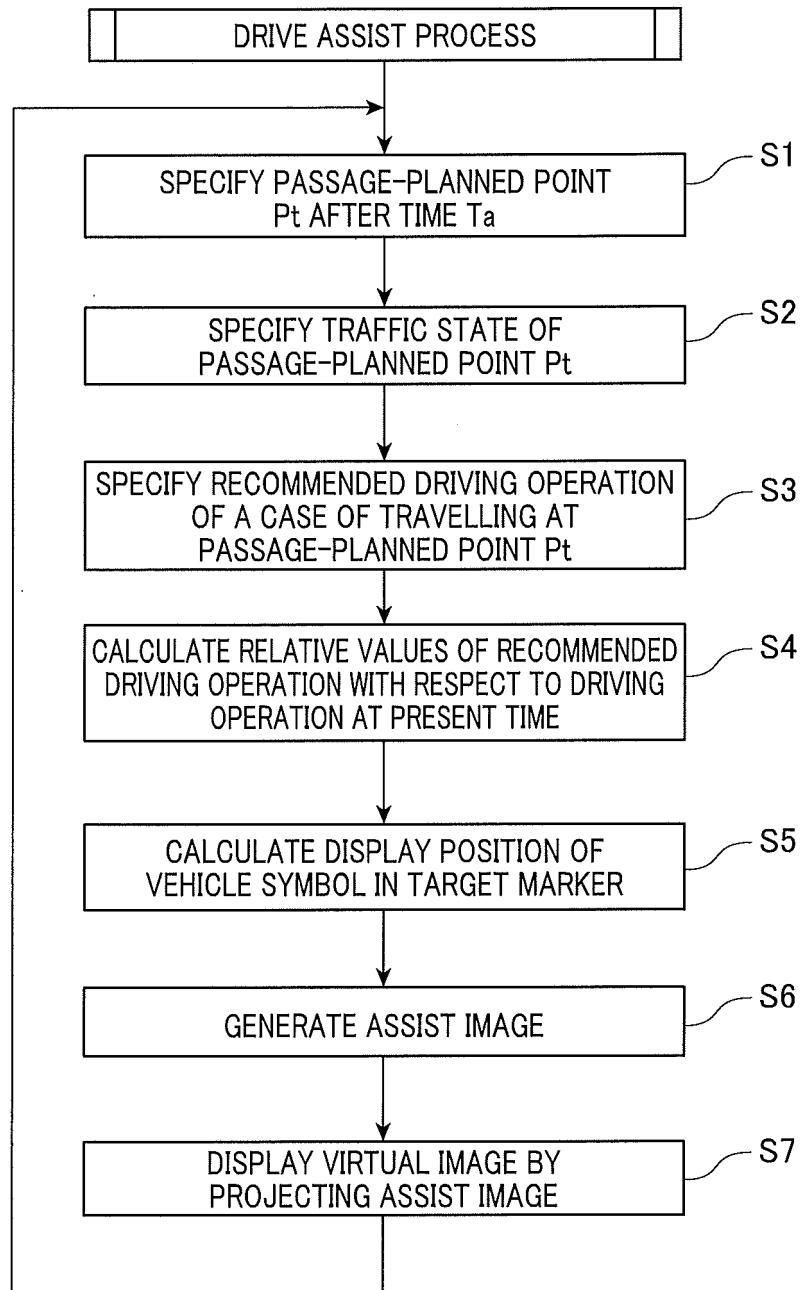 DRIVE ASSIST PROCESS
SPECIFY PASSAGE-PLANNED POINT
Pt AFTER TIME Ta
S1
SPECIFY TRAFFIC STATE OF
PASSAGE-PLANNED POINT Pt
S2
SPECIFY RECOMMENDED DRIVING OPERATION
OF A CASE OF TRAVELLING AT
PASSAGE-PLANNED POINT Pt
S3
CALCULATE RELATIVE VALUES OF RECOMMENDED
DRIVING OPERATION WITH RESPECT TO DRIVING
OPERATION AT PRESENT TIME
S4
CALCULATE DISPLAY POSITION OF
VEHICLE SYMBOL IN TARGET MARKER
S5
GENERATE ASSIST IMAGE
S6
DISPLAY VIRTUAL IMAGE BY
PROJECTING ASSIST IMAGE
S7